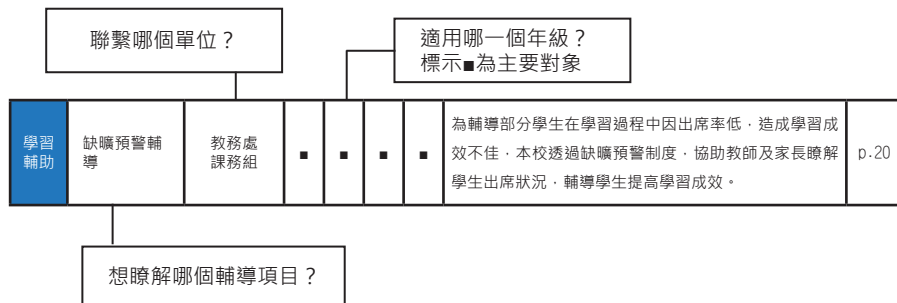 聯繫哪個單位？
適用哪一個年級？
標示■為主要對象
學習
輔助
缺曠預警輔
導
教務處
課務組
■ ■ ■ ■
為輔導部分學生在學習過程中因出席率低，造成學習成
效不佳，本校透過缺曠預警制度，協助教師及家長瞭解
學生出席狀況，輔導學生提高學習成效。
p.20
想瞭解哪個輔導項目？